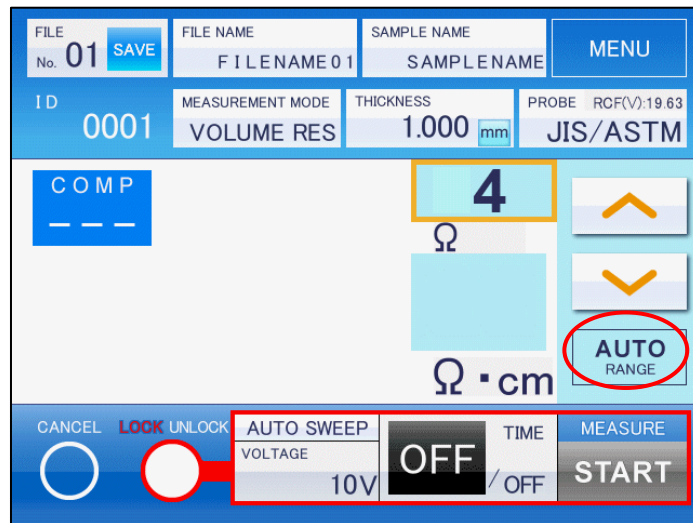 FILE
No. 01 SAVE
FILE NAME
FILENAME01
SAMPLE NAME
SAMPLENAME
MENU
ID
0001
MEASUREMENT MODE
VOLUME RES
THICKNESS
1.000 mm
PROBE RCF(V):19.63
JIS/ASTM
COMP
---
4
Ω
Ω・cm
AUTO
RANGE
CANCEL LOCK UNLOCK
AUTO SWEEP
VOLTAGE
10V
OFF
TIME
/OFF
MEASURE
START